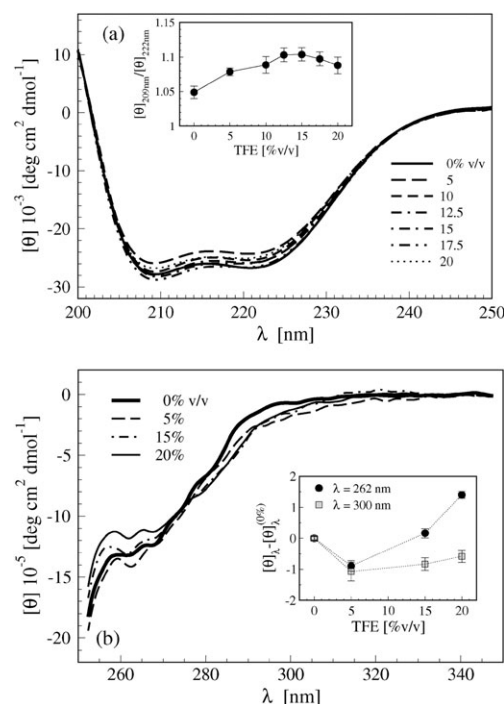 (a)
[θ] 10⁻³ [deg cm² dmol⁻¹]
10
0
-10
-20
-30
[θ]209nm/[θ]222nm
1.15
1.1
1.05
1
0 5 10 15 20
TFE [%v/v]
0% v/v
5
10
12.5
15
17.5
20
200 210 220 230 240 250
λ [nm]
[θ] 10⁻⁵ [deg cm² dmol⁻¹]
0
-5
-10
-15
-20
0% v/v
5%
15%
20%
λ = 262 nm
λ = 300 nm
[θ]λ-[θ]λ(0%)
2
1
0
-1
-2
0 5 10 15 20
TFE [%v/v]
(b)
260 280 300 320 340
λ [nm]